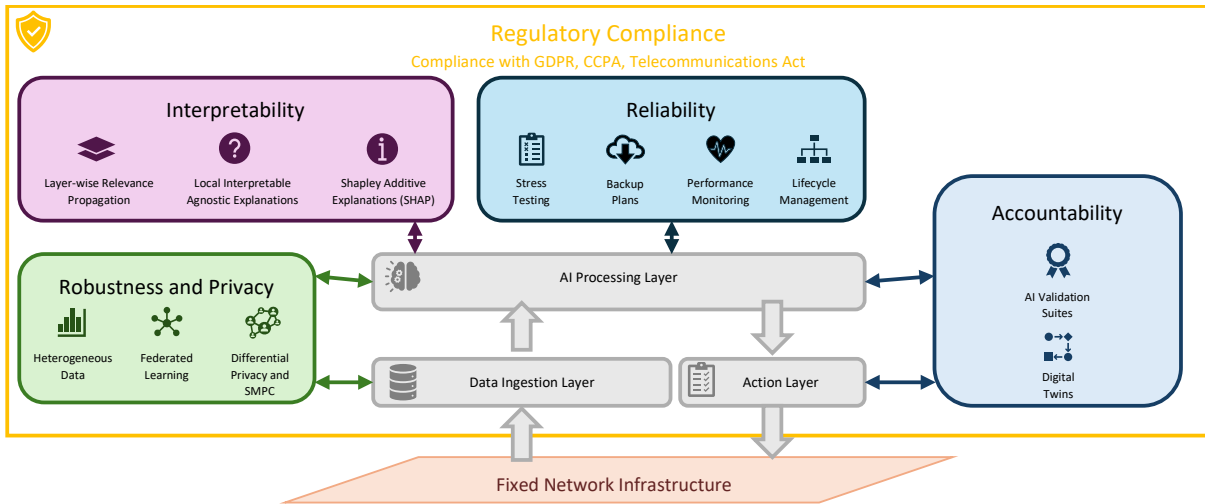 Regulatory Compliance
Compliance with GDPR, CCPA, Telecommunications Act
Interpretability
Layer-wise Relevance
Propagation
Local Interpretable
Agnostic Explanations
Shapley Additive
Explanations (SHAP)
Reliability
Stress
Testing
Backup
Plans
Performance
Monitoring
Lifecycle
Management
Accountability
AI Validation
Suites
Digital
Twins
Robustness and Privacy
Heterogeneous
Data
Federated
Learning
Differential
Privacy and
SMPC
AI Processing Layer
Data Ingestion Layer
Action Layer
Fixed Network Infrastructure